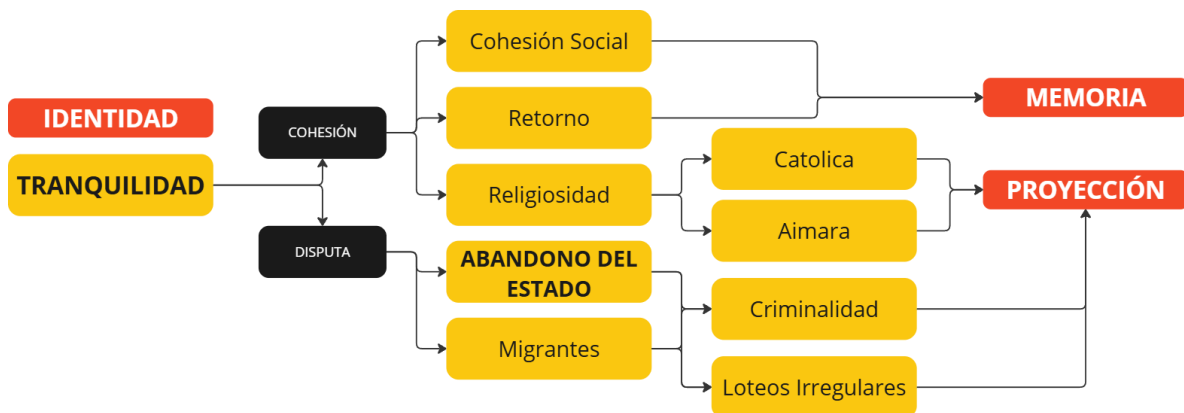 IDENTIDAD
TRANQUILIDAD
COHESIÓN
DISPUTA
Cohesión Social
Retorno
Religiosidad
ABANDONO DEL
ESTADO
Migrantes
Catolica
Aimara
Criminalidad
Loteos Irregulares
MEMORIA
PROYECCIÓN